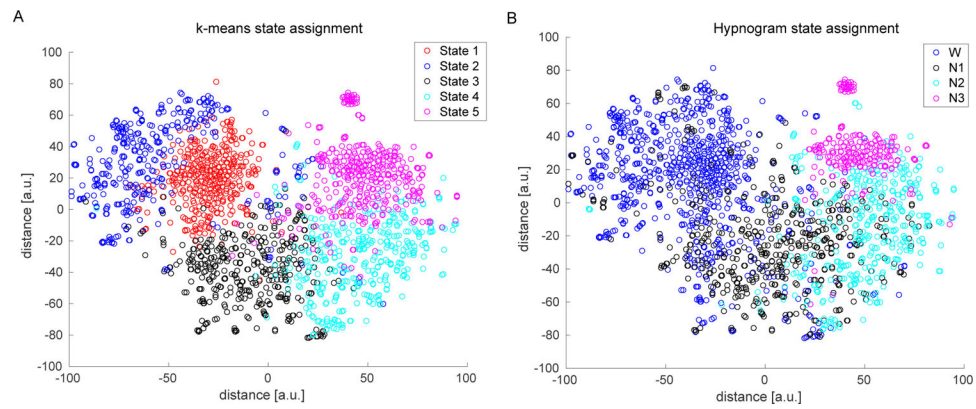 A
k-means state assignment
100
80
60
40
20
0
-20
-40
-60
-80
-100
-100
-50
0
50
100
distance [a.u.]
distance [a.u.]
State 1
State 2
State 3
State 4
State 5
B
Hypnogram state assignment
100
80
60
40
20
0
-20
-40
-60
-80
-100
-100
-50
0
50
100
distance [a.u.]
distance [a.u.]
W
N1
N2
N3